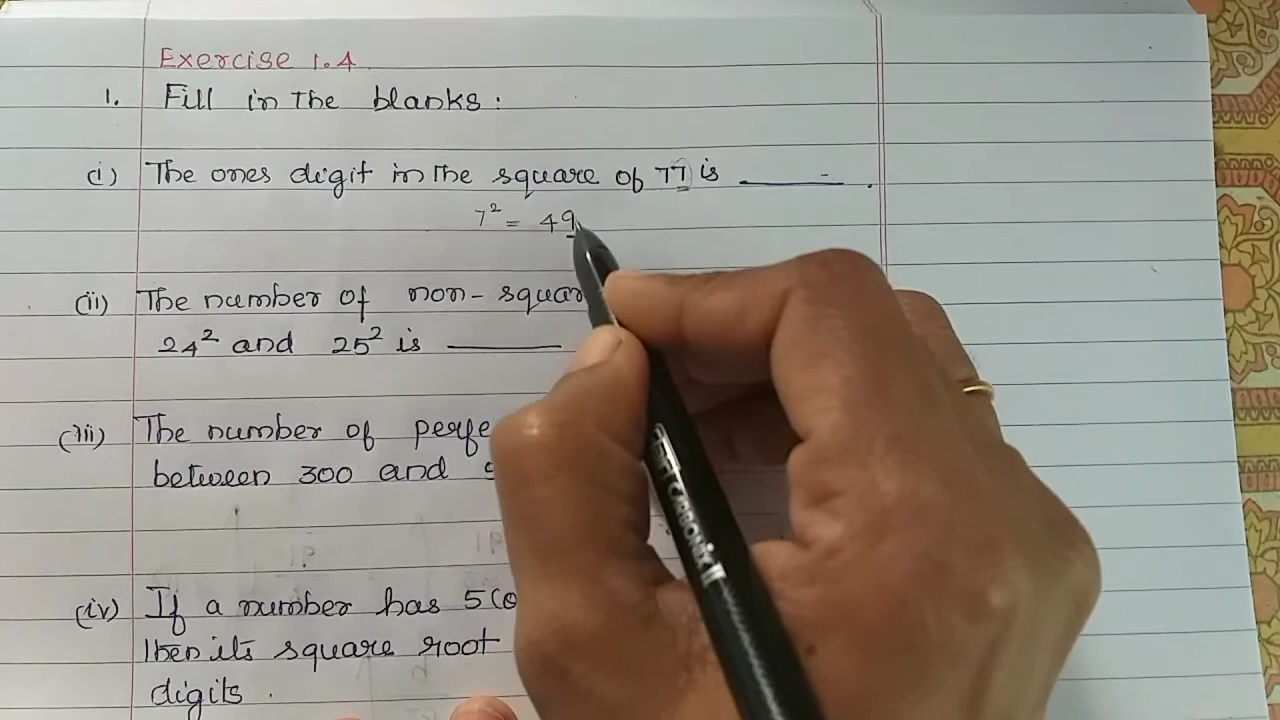 Exercise 1.4
1. Fill in the blanks :
(i) The ones digit in the square of 77 is ______ .
7² = 49
(ii) The number of non - squar
24² and 25² is ______
(iii) The number of perfe
between 300 and
(iv) If a number has 5
then its square root
digits .
CARBONIX II